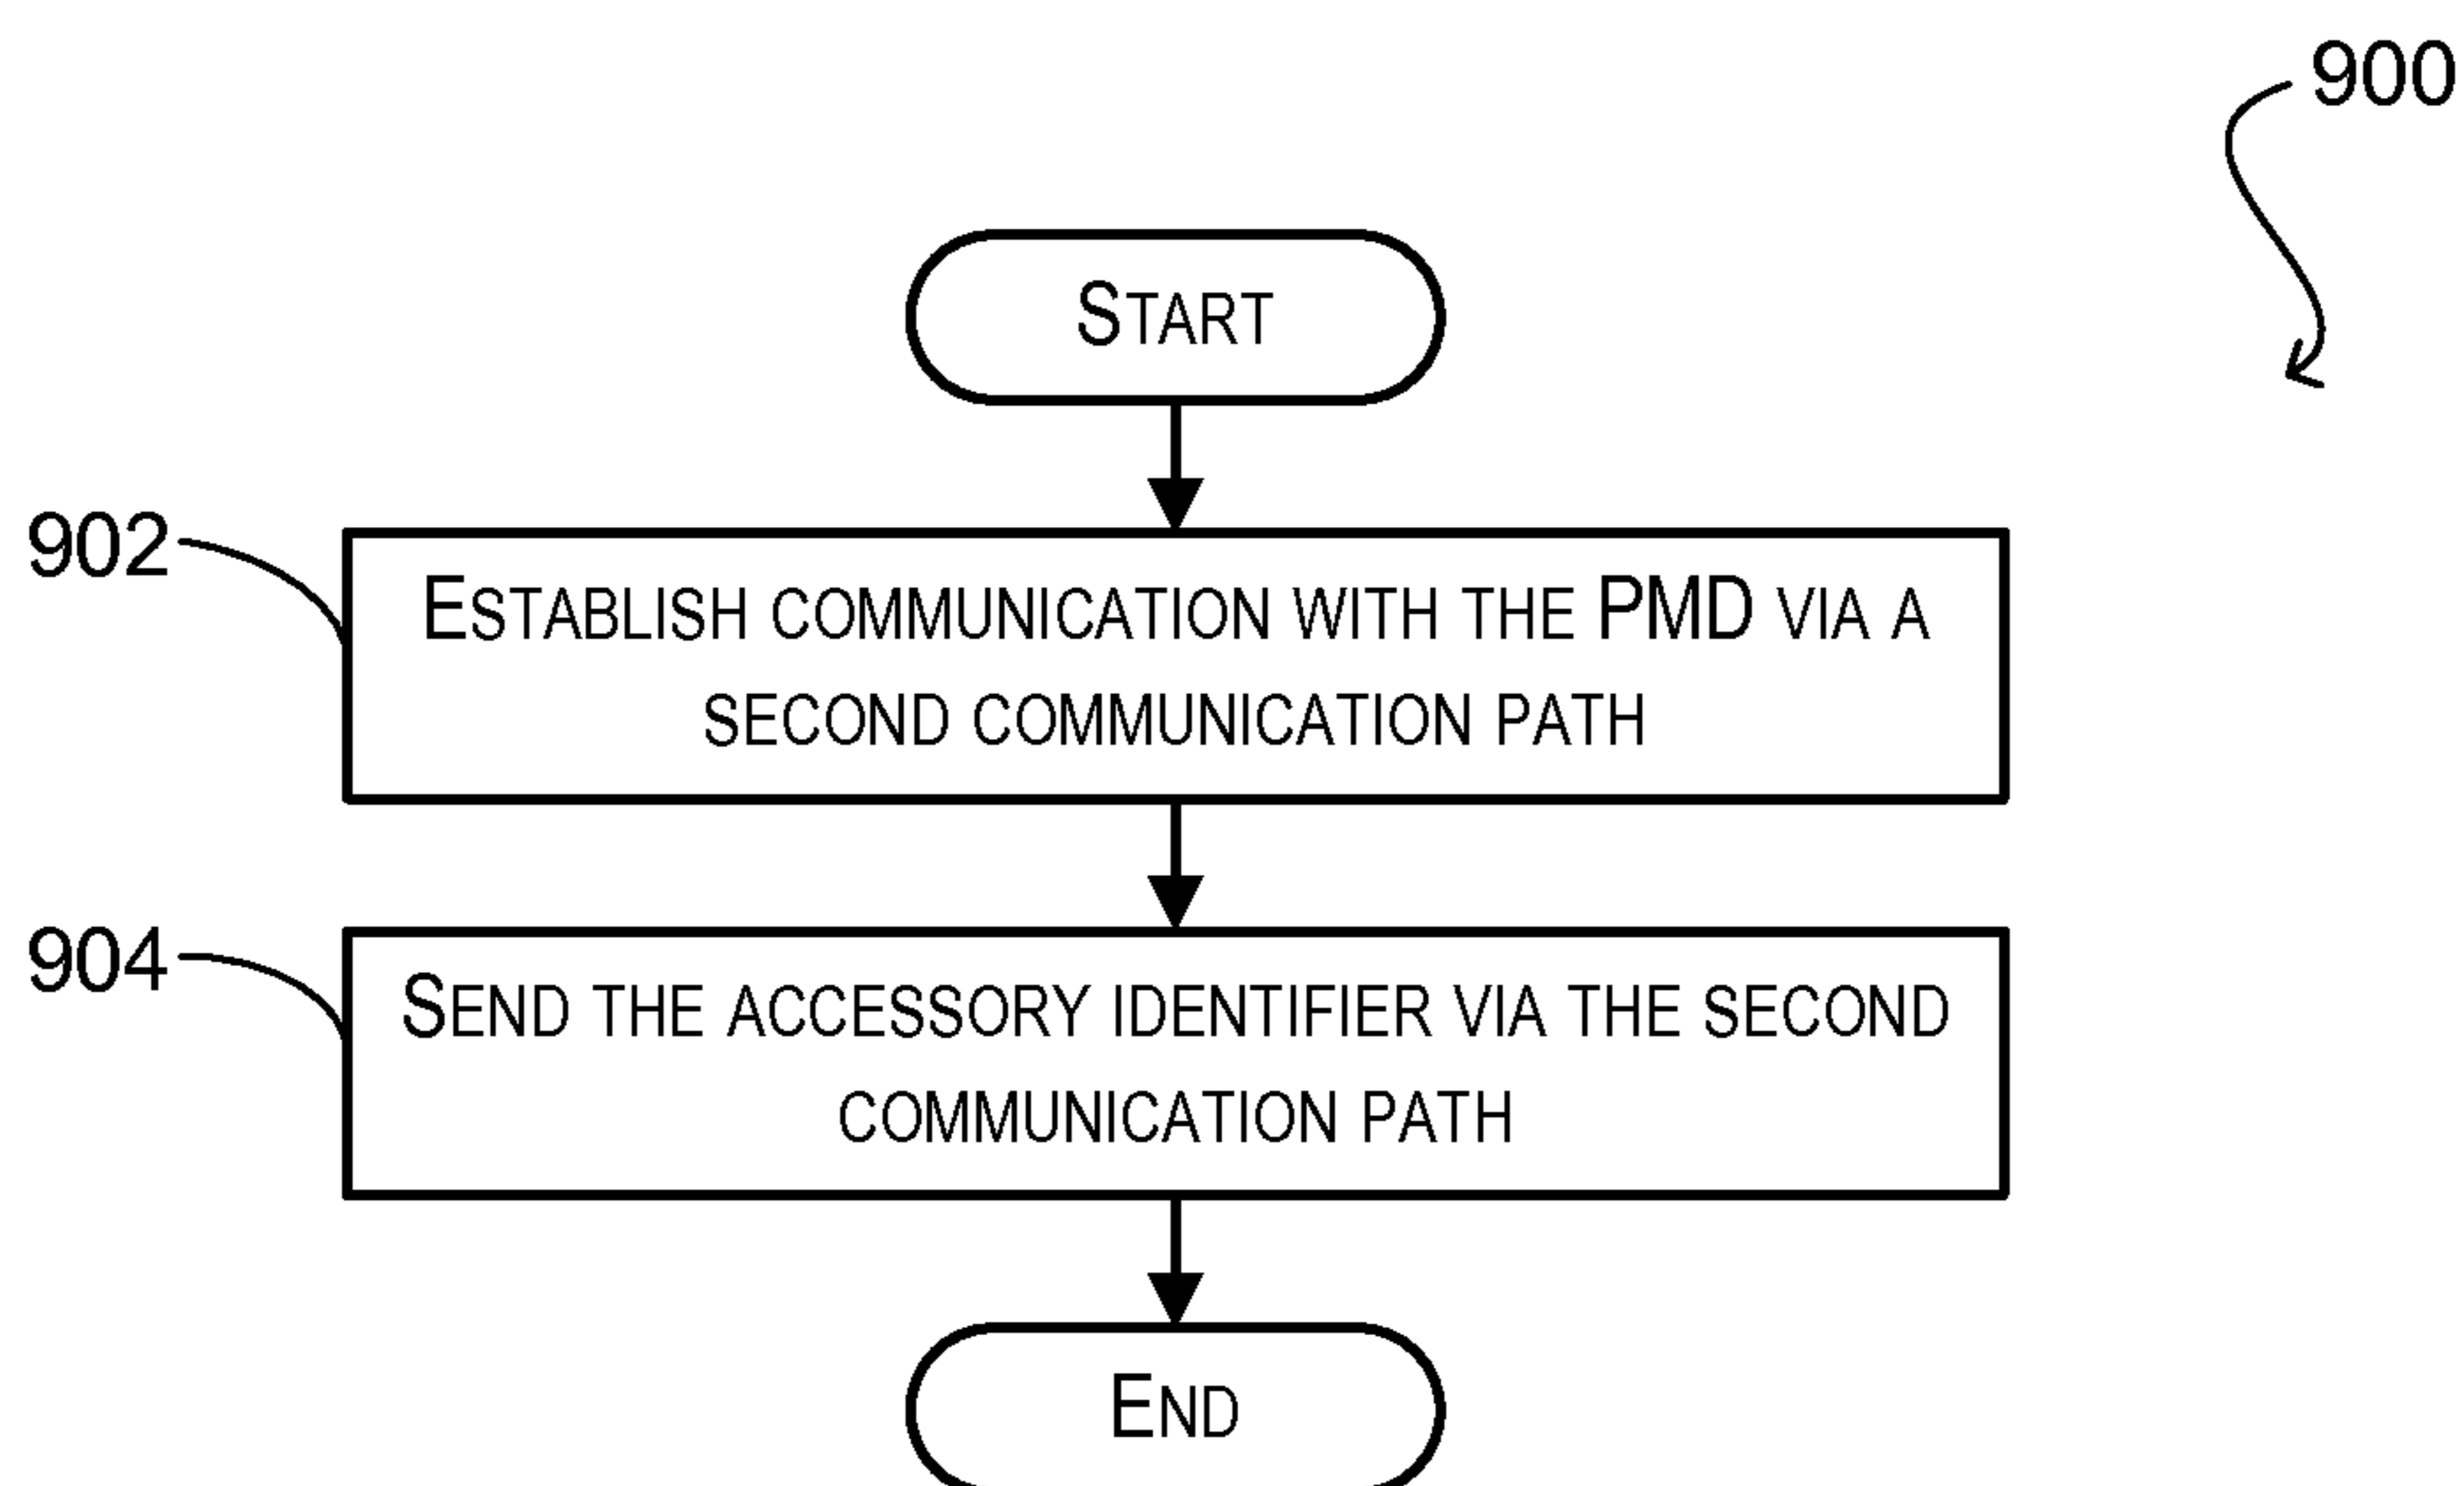 900
START
902
ESTABLISH COMMUNICATION WITH THE PMD VIA A
SECOND COMMUNICATION PATH
904
SEND THE ACCESSORY IDENTIFIER VIA THE SECOND
COMMUNICATION PATH
END